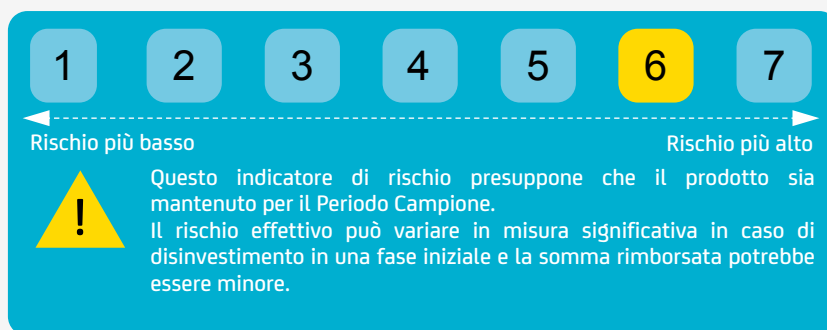 1 2 3 4 5 6 7
Rischio più basso Rischio più alto
!
Questo indicatore di rischio presuppone che il prodotto sia
mantenuto per il Periodo Campione.
Il rischio effettivo può variare in misura significativa in caso di
disinvestimento in una fase iniziale e la somma rimborsata potrebbe
essere minore.